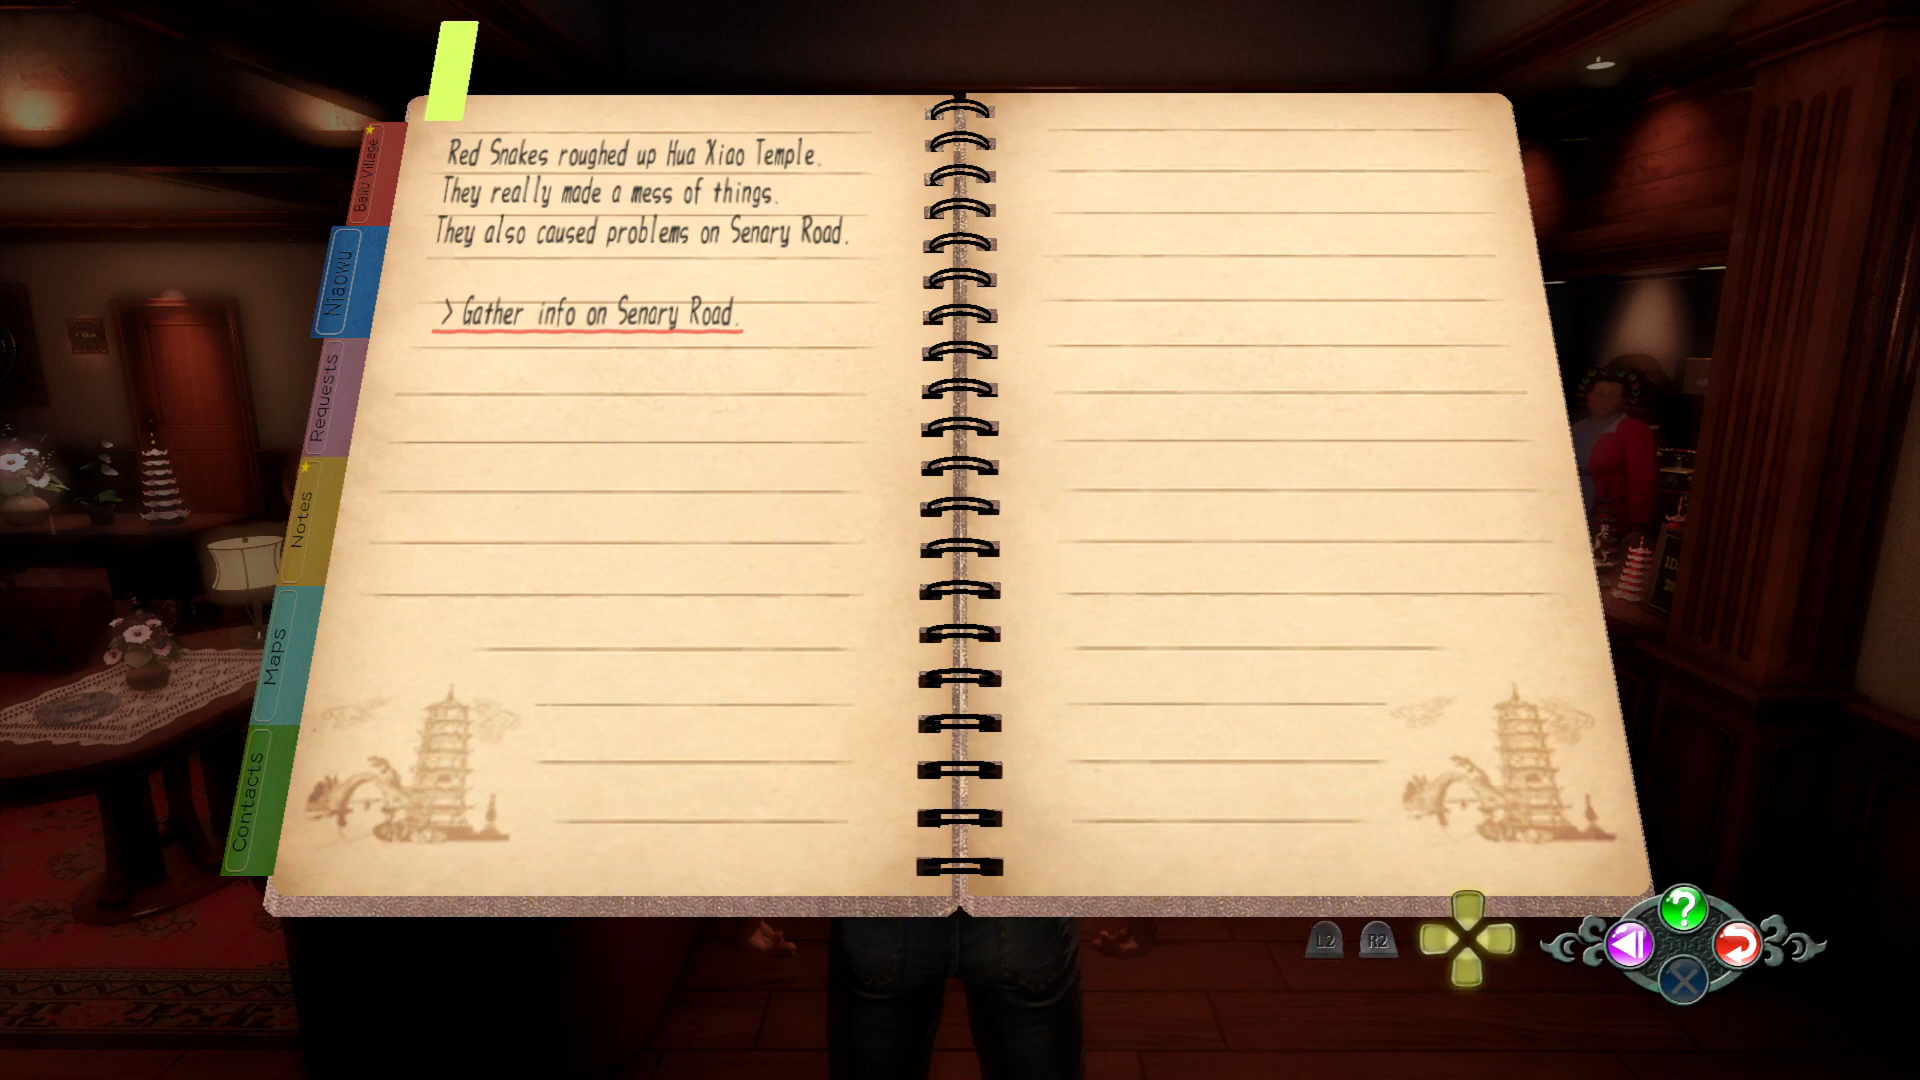 Red Snakes roughed up Hua Xiao Temple.
They really made a mess of things.
They also caused problems on Senary Road.
> Gather info on Senary Road.
Bailu Village
Niaowu
Requests
Notes
Maps
Contacts
L2
R2
?